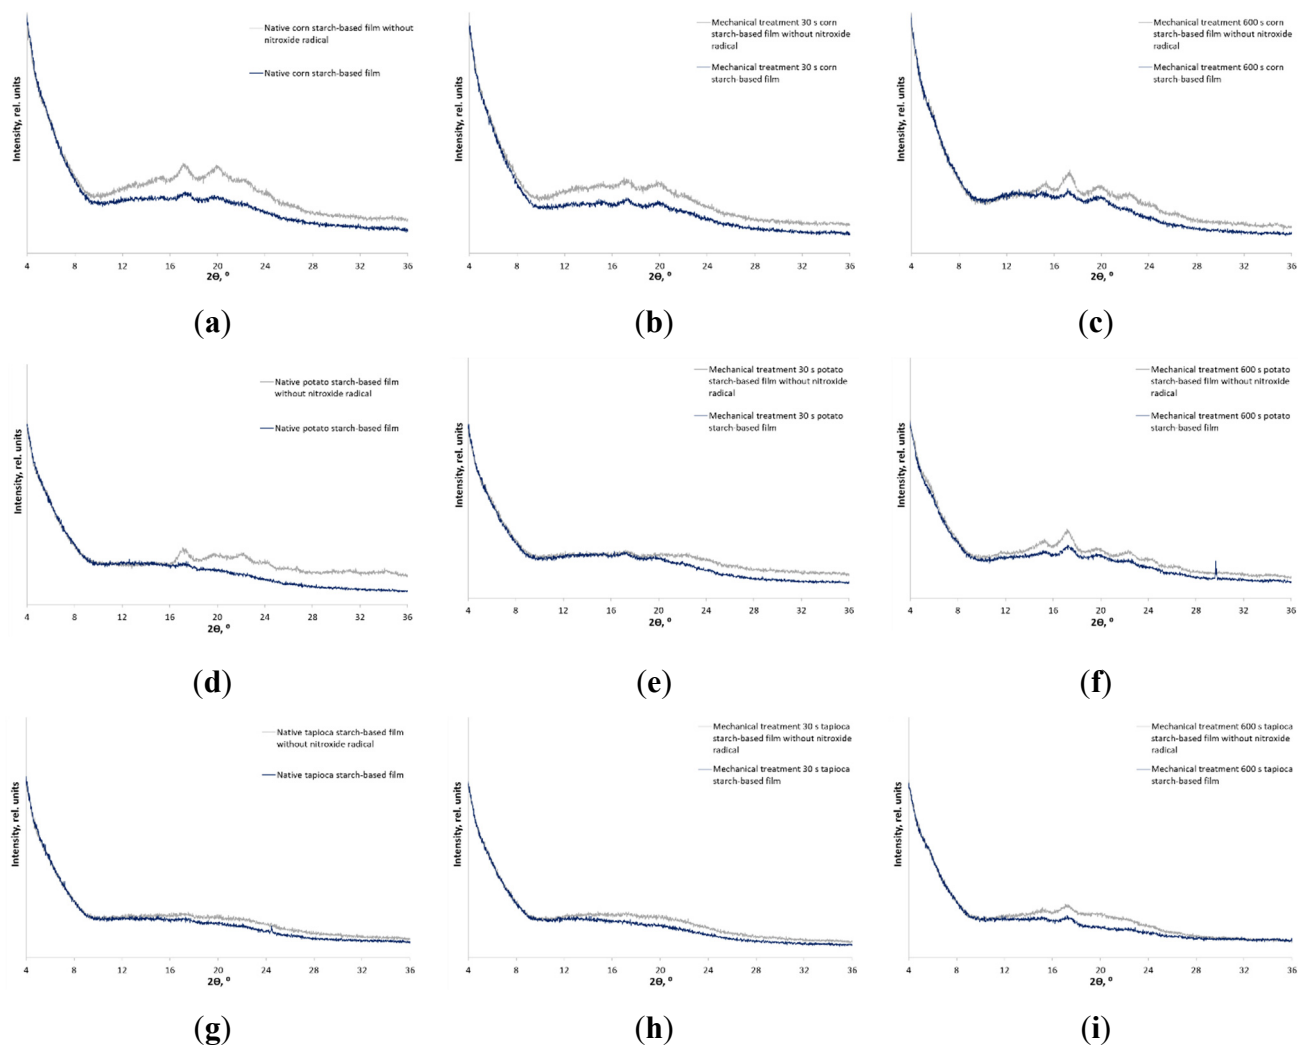 Native corn starch-based film without
nitroxide radical
Native corn starch-based film
Intensity, rel. units
4 8 12 16 20 24 28 32 36
2Θ, °
(a)
Mechanical treatment 30 s corn
starch-based film without nitroxide
radical
Mechanical treatment 30 s corn
starch-based film
Intensity, rel. units
4 8 12 16 20 24 28 32 36
2Θ, °
(b)
Mechanical treatment 600 s corn
starch-based film without nitroxide
radical
Mechanical treatment 600 s corn
starch-based film
Intensity, rel. units
4 8 12 16 20 24 28 32 36
2Θ, °
(c)
Native potato starch-based film
without nitroxide radical
Native potato starch-based film
Intensity, rel. units
4 8 12 16 20 24 28 32 36
2Θ, °
(d)
Mechanical treatment 30 s potato
starch-based film without nitroxide
radical
Mechanical treatment 30 s potato
starch-based film
Intensity, rel. units
4 8 12 16 20 24 28 32 36
2Θ, °
(e)
Mechanical treatment 600 s potato
starch-based film without nitroxide
radical
Mechanical treatment 600 s potato
starch-based film
Intensity, rel. units
4 8 12 16 20 24 28 32 36
2Θ, °
(f)
Native tapioca starch-based film
without nitroxide radical
Native tapioca starch-based film
Intensity, rel. units
4 8 12 16 20 24 28 32 36
2Θ, °
(g)
Mechanical treatment 30 s tapioca
starch-based film without nitroxide
radical
Mechanical treatment 30 s tapioca
starch-based film
Intensity, rel. units
4 8 12 16 20 24 28 32 36
2Θ, °
(h)
Mechanical treatment 600 s tapioca
starch-based film without nitroxide
radical
Mechanical treatment 600 s tapioca
starch-based film
Intensity, rel. units
4 8 12 16 20 24 28 32 36
2Θ, °
(i)